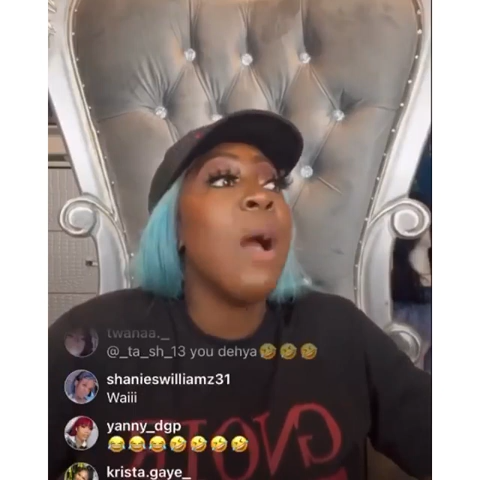 twanaa._
@_ta_sh_13 you dehya🤣🤣🤣
shanieswilliamz31
Waiii
yanny_dgp
😂😂😂🤣🤣🤣🤣
krista.gaye_